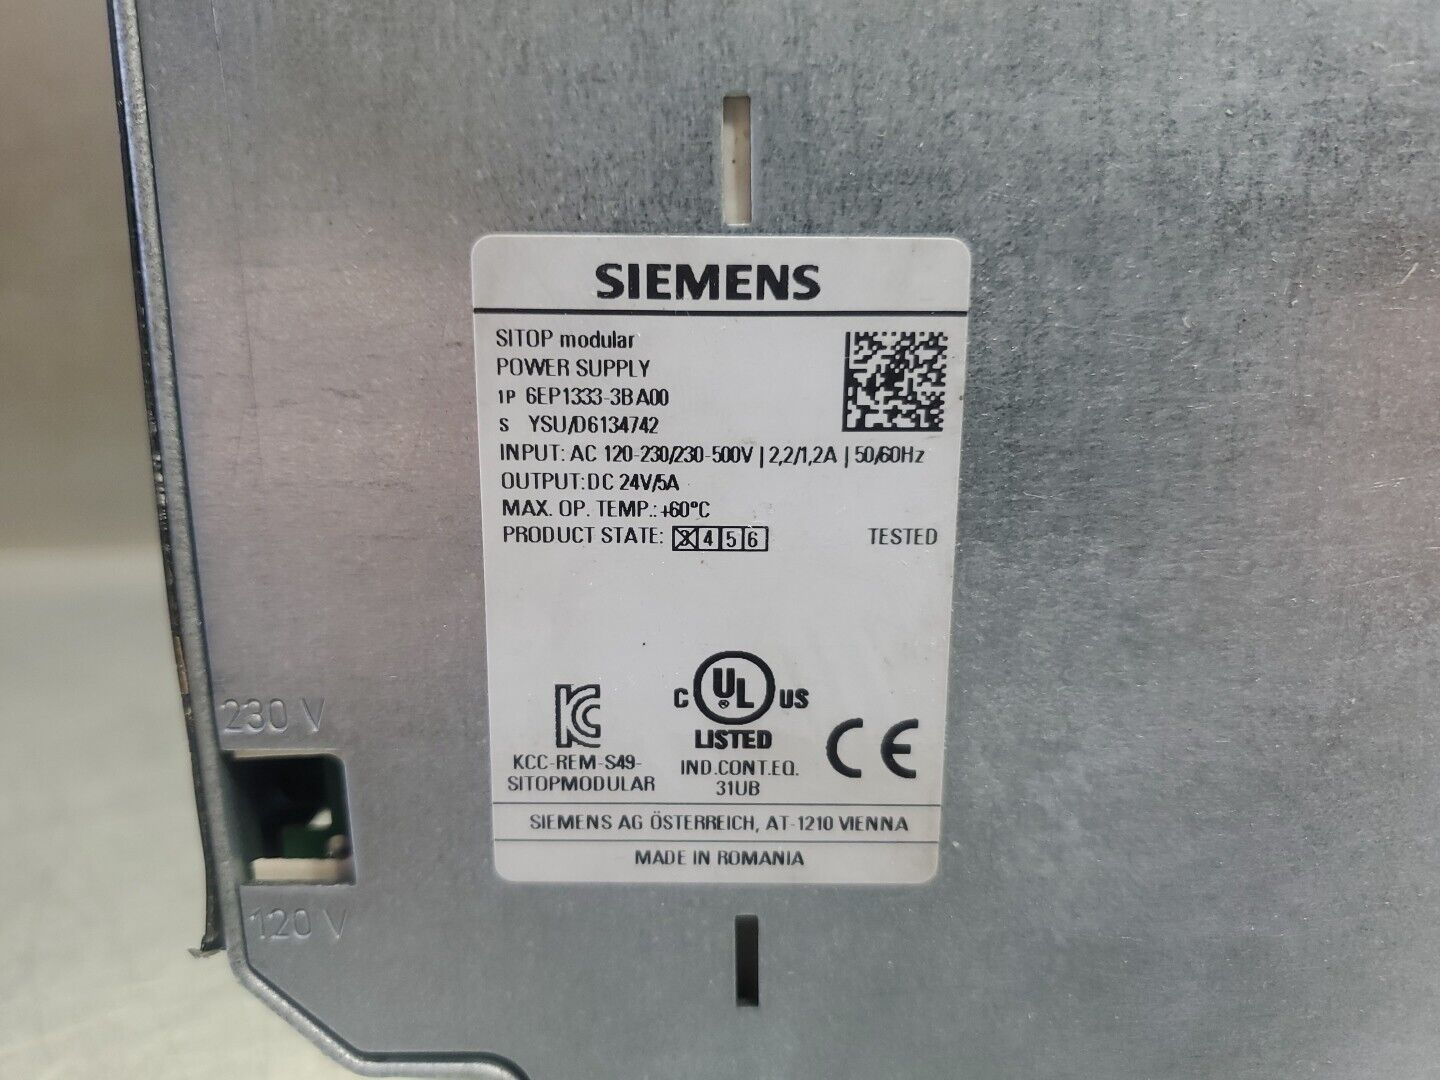 SIEMENS
SITOP modular
POWER SUPPLY
1P 6EP1333-3BA00
S YSU/D6134742
INPUT: AC 120-230/230-500V | 2,2/1,2A | 50/60Hz
OUTPUT: DC 24V/5A
MAX. OP. TEMP.: +60°C
PRODUCT STATE: 3 4 5 6 TESTED
230 V
120 V
KCC-REM-S49-
SITOPMODULAR
C UL ® US
LISTED
IND.CONT.EQ.
31UB
CE
SIEMENS AG ÖSTERREICH, AT-1210 VIENNA
MADE IN ROMANIA